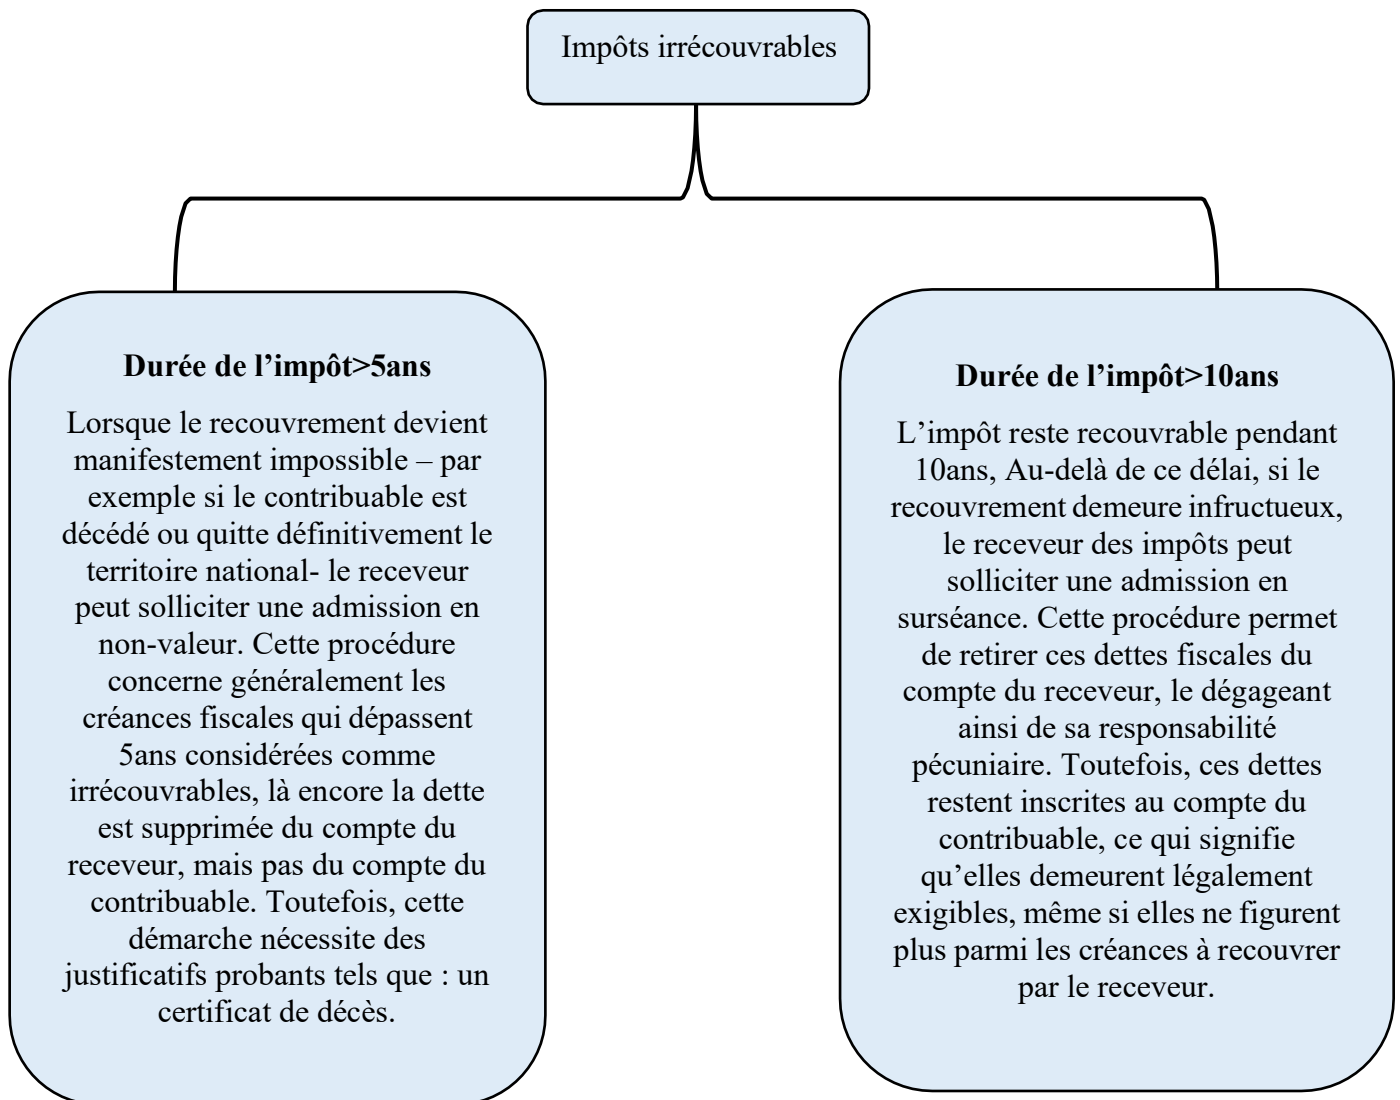 Impôts irrécouvrables
Durée de l’impôt>5ans
Lorsque le recouvrement devient
manifestement impossible – par
exemple si le contribuable est
décédé ou quitte définitivement le
territoire national- le receveur
peut solliciter une admission en
non-valeur. Cette procédure
concerne généralement les
créances fiscales qui dépassent
5ans considérées comme
irrécouvrables, là encore la dette
est supprimée du compte du
receveur, mais pas du compte du
contribuable. Toutefois, cette
démarche nécessite des
justificatifs probants tels que : un
certificat de décès.
Durée de l’impôt>10ans
L’impôt reste recouvrable pendant
10ans, Au-delà de ce délai, si le
recouvrement demeure infructueux,
le receveur des impôts peut
solliciter une admission en
surséance. Cette procédure permet
de retirer ces dettes fiscales du
compte du receveur, le dégageant
ainsi de sa responsabilité
pécuniaire. Toutefois, ces dettes
restent inscrites au compte du
contribuable, ce qui signifie
qu’elles demeurent légalement
exigibles, même si elles ne figurent
plus parmi les créances à recouvrer
par le receveur.